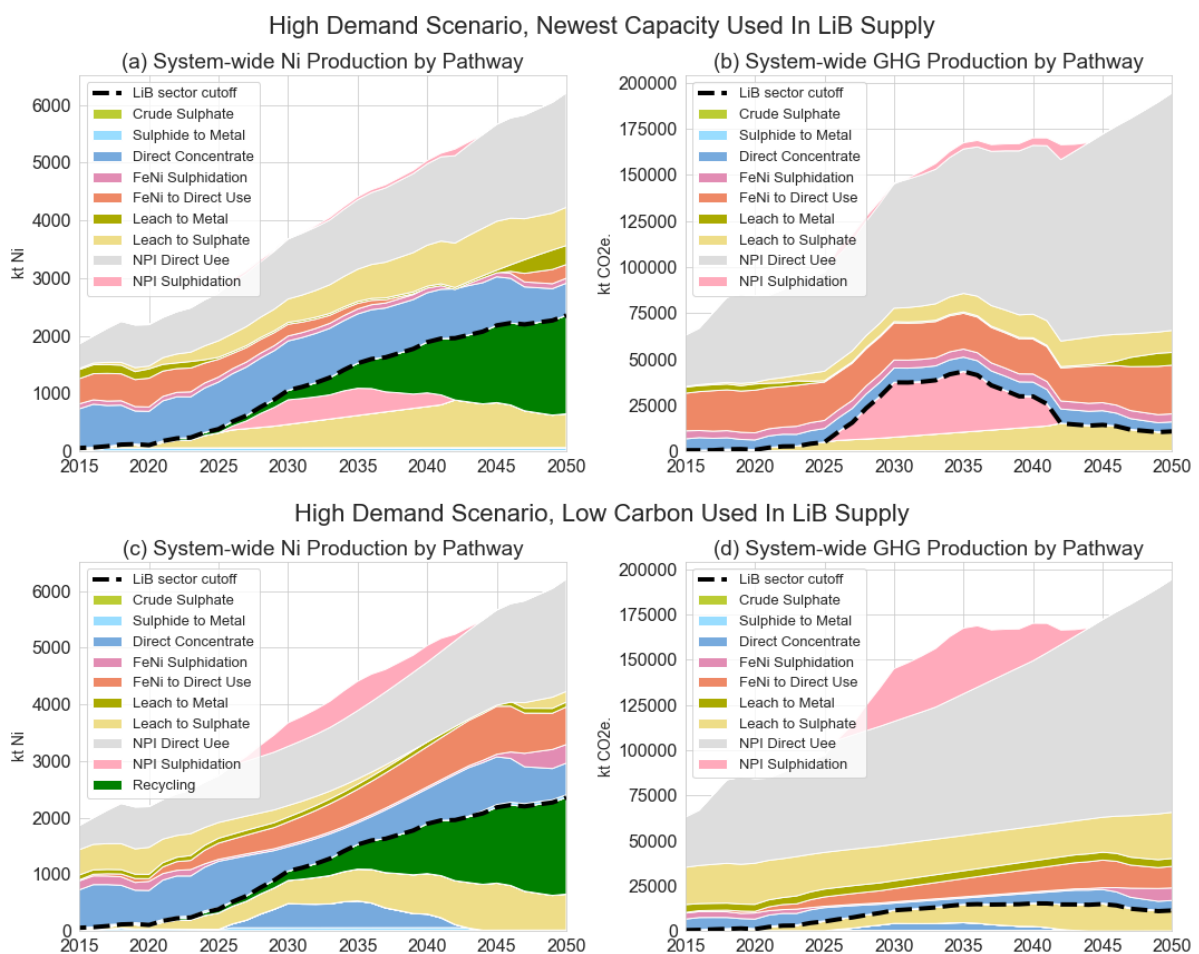 High Demand Scenario, Newest Capacity Used In LiB Supply
(a) System-wide Ni Production by Pathway
kt Ni
6000
5000
4000
3000
2000
1000
0
LiB sector cutoff
Crude Sulphate
Sulphide to Metal
Direct Concentrate
FeNi Sulphidation
FeNi to Direct Use
Leach to Metal
Leach to Sulphate
NPI Direct Uee
NPI Sulphidation
2015 2020 2025 2030 2035 2040 2045 2050
(b) System-wide GHG Production by Pathway
kt CO2e.
200000
175000
150000
125000
100000
75000
50000
25000
0
LiB sector cutoff
Crude Sulphate
Sulphide to Metal
Direct Concentrate
FeNi Sulphidation
FeNi to Direct Use
Leach to Metal
Leach to Sulphate
NPI Direct Uee
NPI Sulphidation
2015 2020 2025 2030 2035 2040 2045 2050
High Demand Scenario, Low Carbon Used In LiB Supply
(c) System-wide Ni Production by Pathway
kt Ni
6000
5000
4000
3000
2000
1000
0
LiB sector cutoff
Crude Sulphate
Sulphide to Metal
Direct Concentrate
FeNi Sulphidation
FeNi to Direct Use
Leach to Metal
Leach to Sulphate
NPI Direct Uee
NPI Sulphidation
Recycling
2015 2020 2025 2030 2035 2040 2045 2050
(d) System-wide GHG Production by Pathway
kt CO2e.
200000
175000
150000
125000
100000
75000
50000
25000
0
LiB sector cutoff
Crude Sulphate
Sulphide to Metal
Direct Concentrate
FeNi Sulphidation
FeNi to Direct Use
Leach to Metal
Leach to Sulphate
NPI Direct Uee
NPI Sulphidation
2015 2020 2025 2030 2035 2040 2045 2050